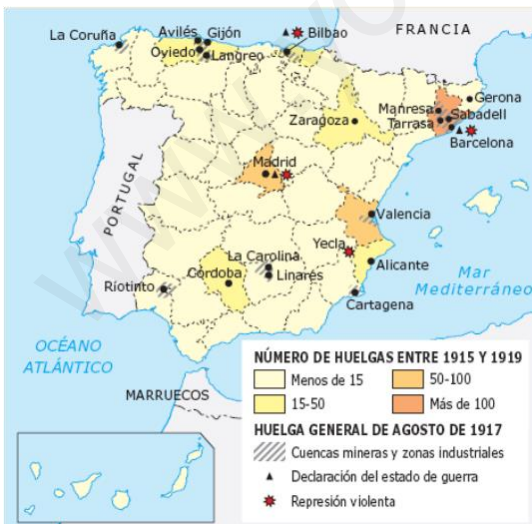 FRANCIA
La Coruña
Avilés
Gijón
Bilbao
Oviedo
Langreo
Gerona
Manresa
Sabadell
Zaragoza
Tarrasa
Barcelona
Madrid
PORTUGAL
Valencia
Yecla
La Carolina
Alicante
Córdoba
Linares
Mar
Mediterráneo
Ríotinto
Cartagena
OCÉANO
ATLÁNTICO
MARRUECOS
NÚMERO DE HUELGAS ENTRE 1915 Y 1919
Menos de 15
50-100
15-50
Más de 100
HUELGA GENERAL DE AGOSTO DE 1917
Cuencas mineras y zonas industriales
Declaración del estado de guerra
Represión violenta